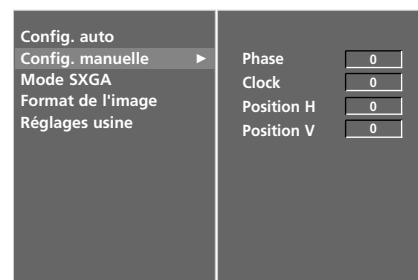 Config. auto
Config. manuelle ►
Mode SXGA
Format de l'image
Réglages usine
Phase 0
Clock 0
Position H 0
Position V 0